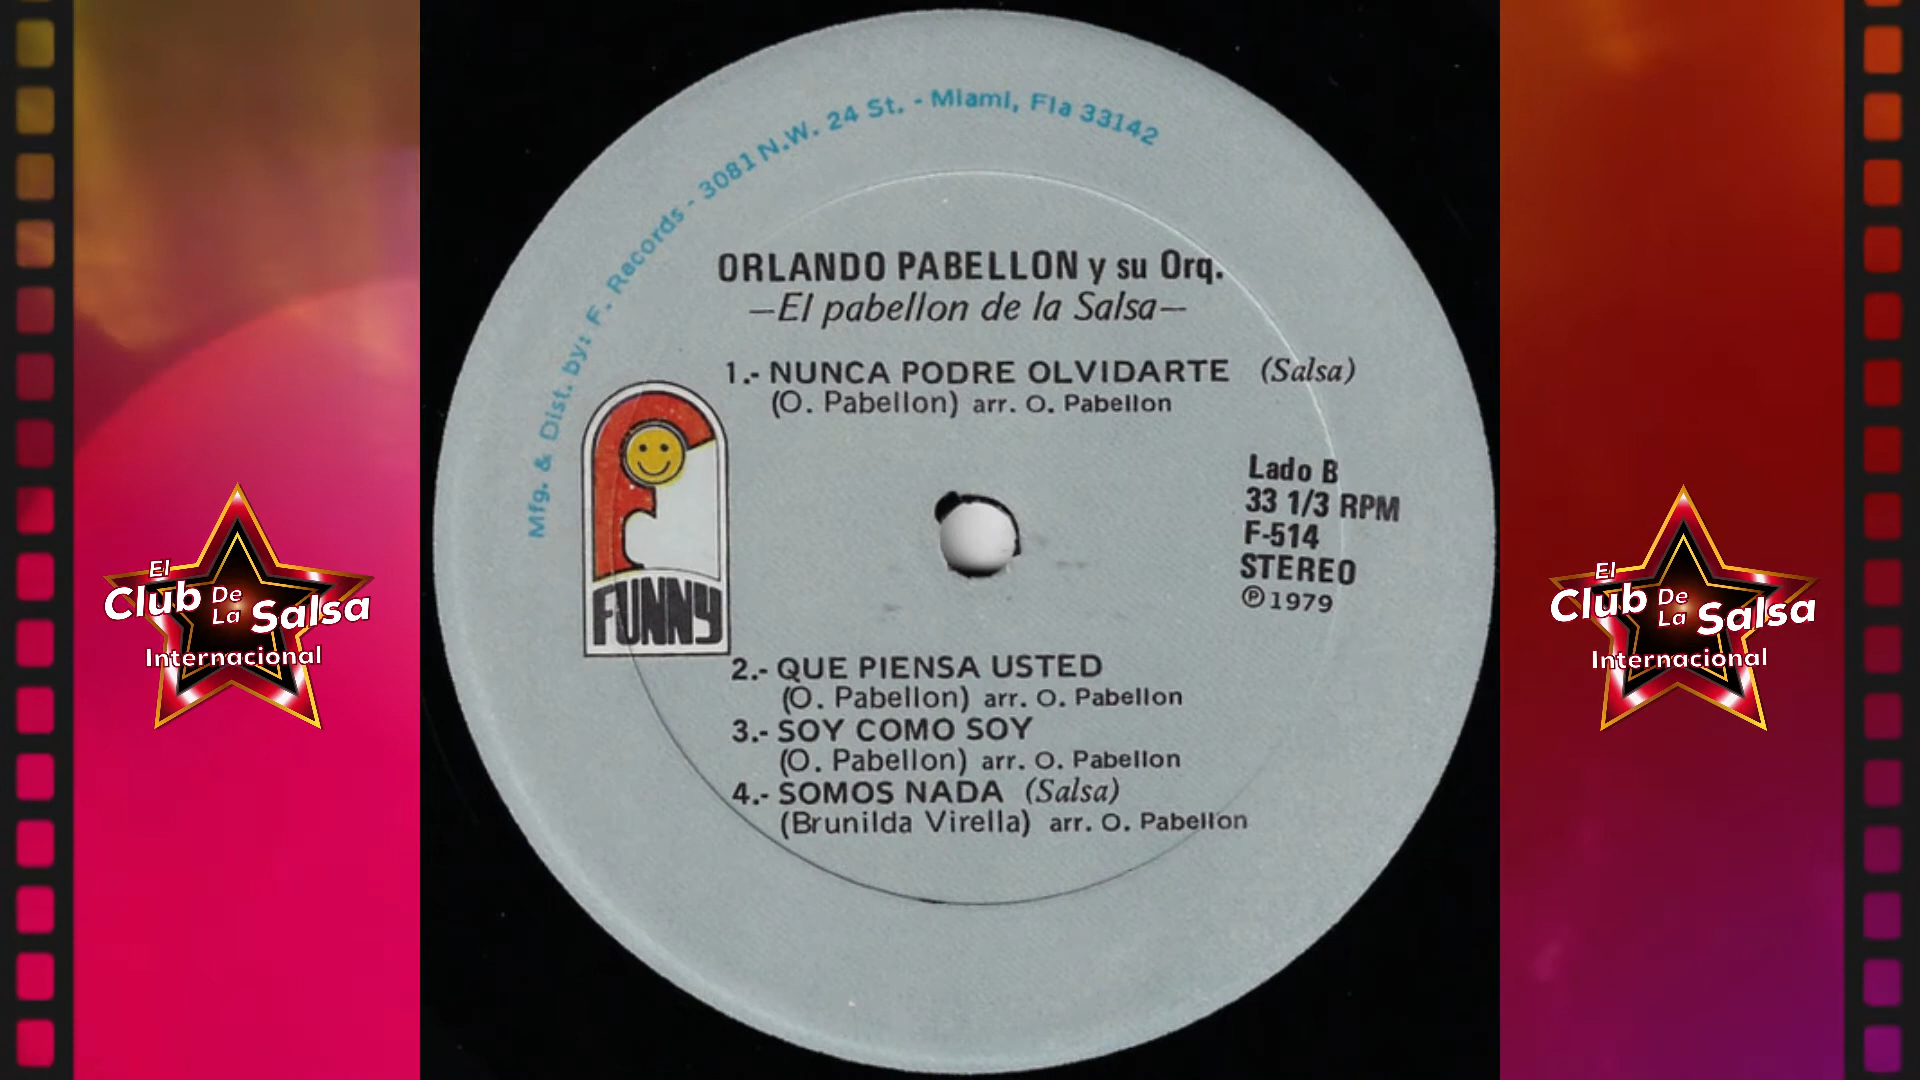 Mfg. & Dist. by: F. Records - 3081 N.W. 24 St. - Miami, Fla 33142
ORLANDO PABELLON y su Orq.
—El pabellon de la Salsa—
1.- NUNCA PODRE OLVIDARTE (Salsa)
(O. Pabellon) arr. O. Pabellon
FUNNY
Lado B
33 1/3 RPM
F-514
STEREO
℗ 1979
2.- QUE PIENSA USTED
(O. Pabellon) arr. O. Pabellon
3.- SOY COMO SOY
(O. Pabellon) arr. O. Pabellon
4.- SOMOS NADA (Salsa)
(Brunilda Virella) arr. O. Pabellon
El
Club De La Salsa
Internacional
El
Club De La Salsa
Internacional